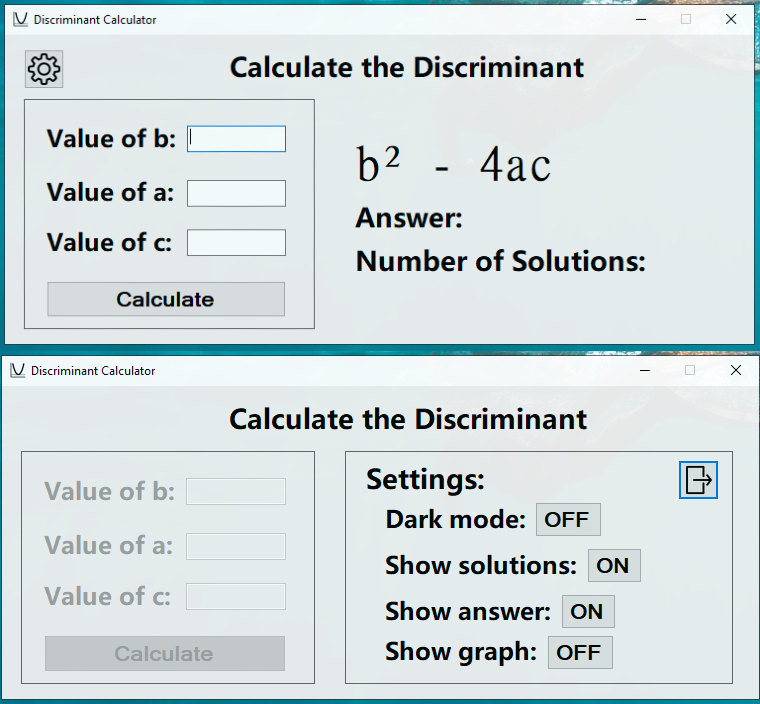 Discriminant Calculator
Calculate the Discriminant
Value of b:
Value of a:
Value of c:
Calculate
b² - 4ac
Answer:
Number of Solutions:
Discriminant Calculator
Calculate the Discriminant
Value of b:
Value of a:
Value of c:
Calculate
Settings:
Dark mode: OFF
Show solutions: ON
Show answer: ON
Show graph: OFF